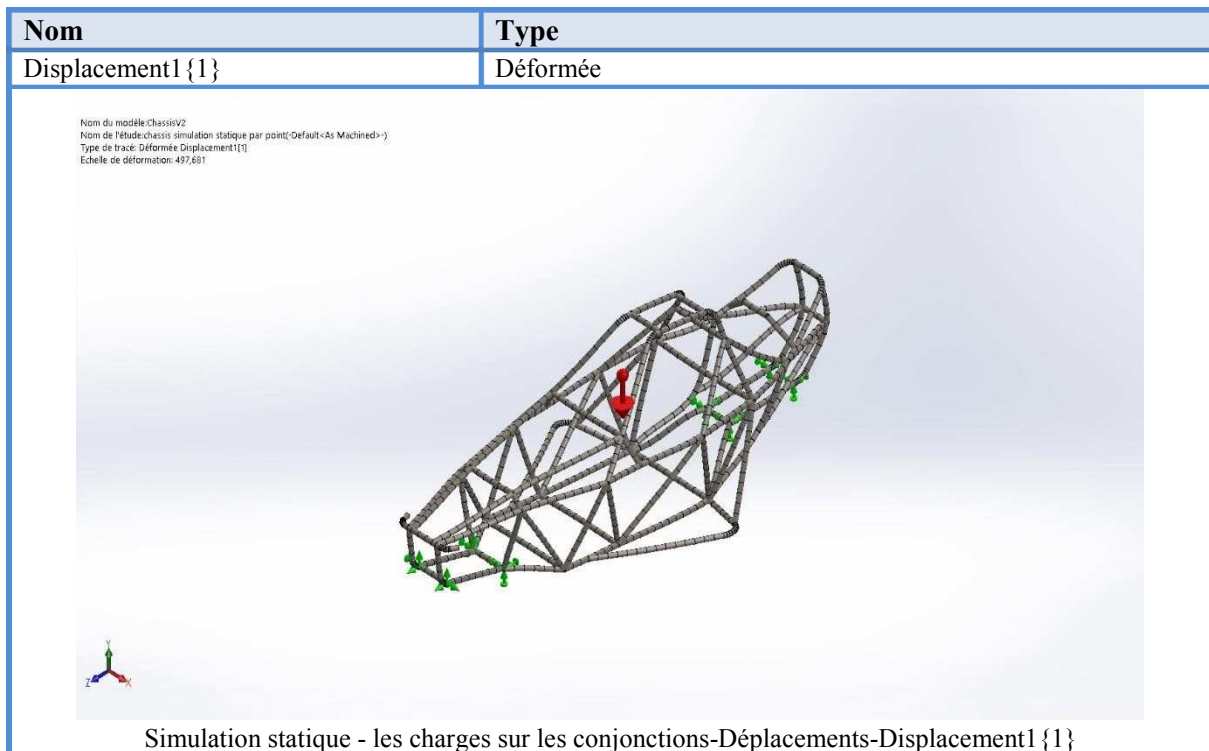 Nom Type
Displacement1{1} Déformée
Nom du modèle:ChassisV2
Nom de l'étude:chassis simulation statique par point(-Default<As Machined>-)
Type de tracé: Déformée Displacement1{1}
Echelle de déformation: 497,681
Y
Z X
Simulation statique - les charges sur les conjonctions-Déplacements-Displacement1{1}